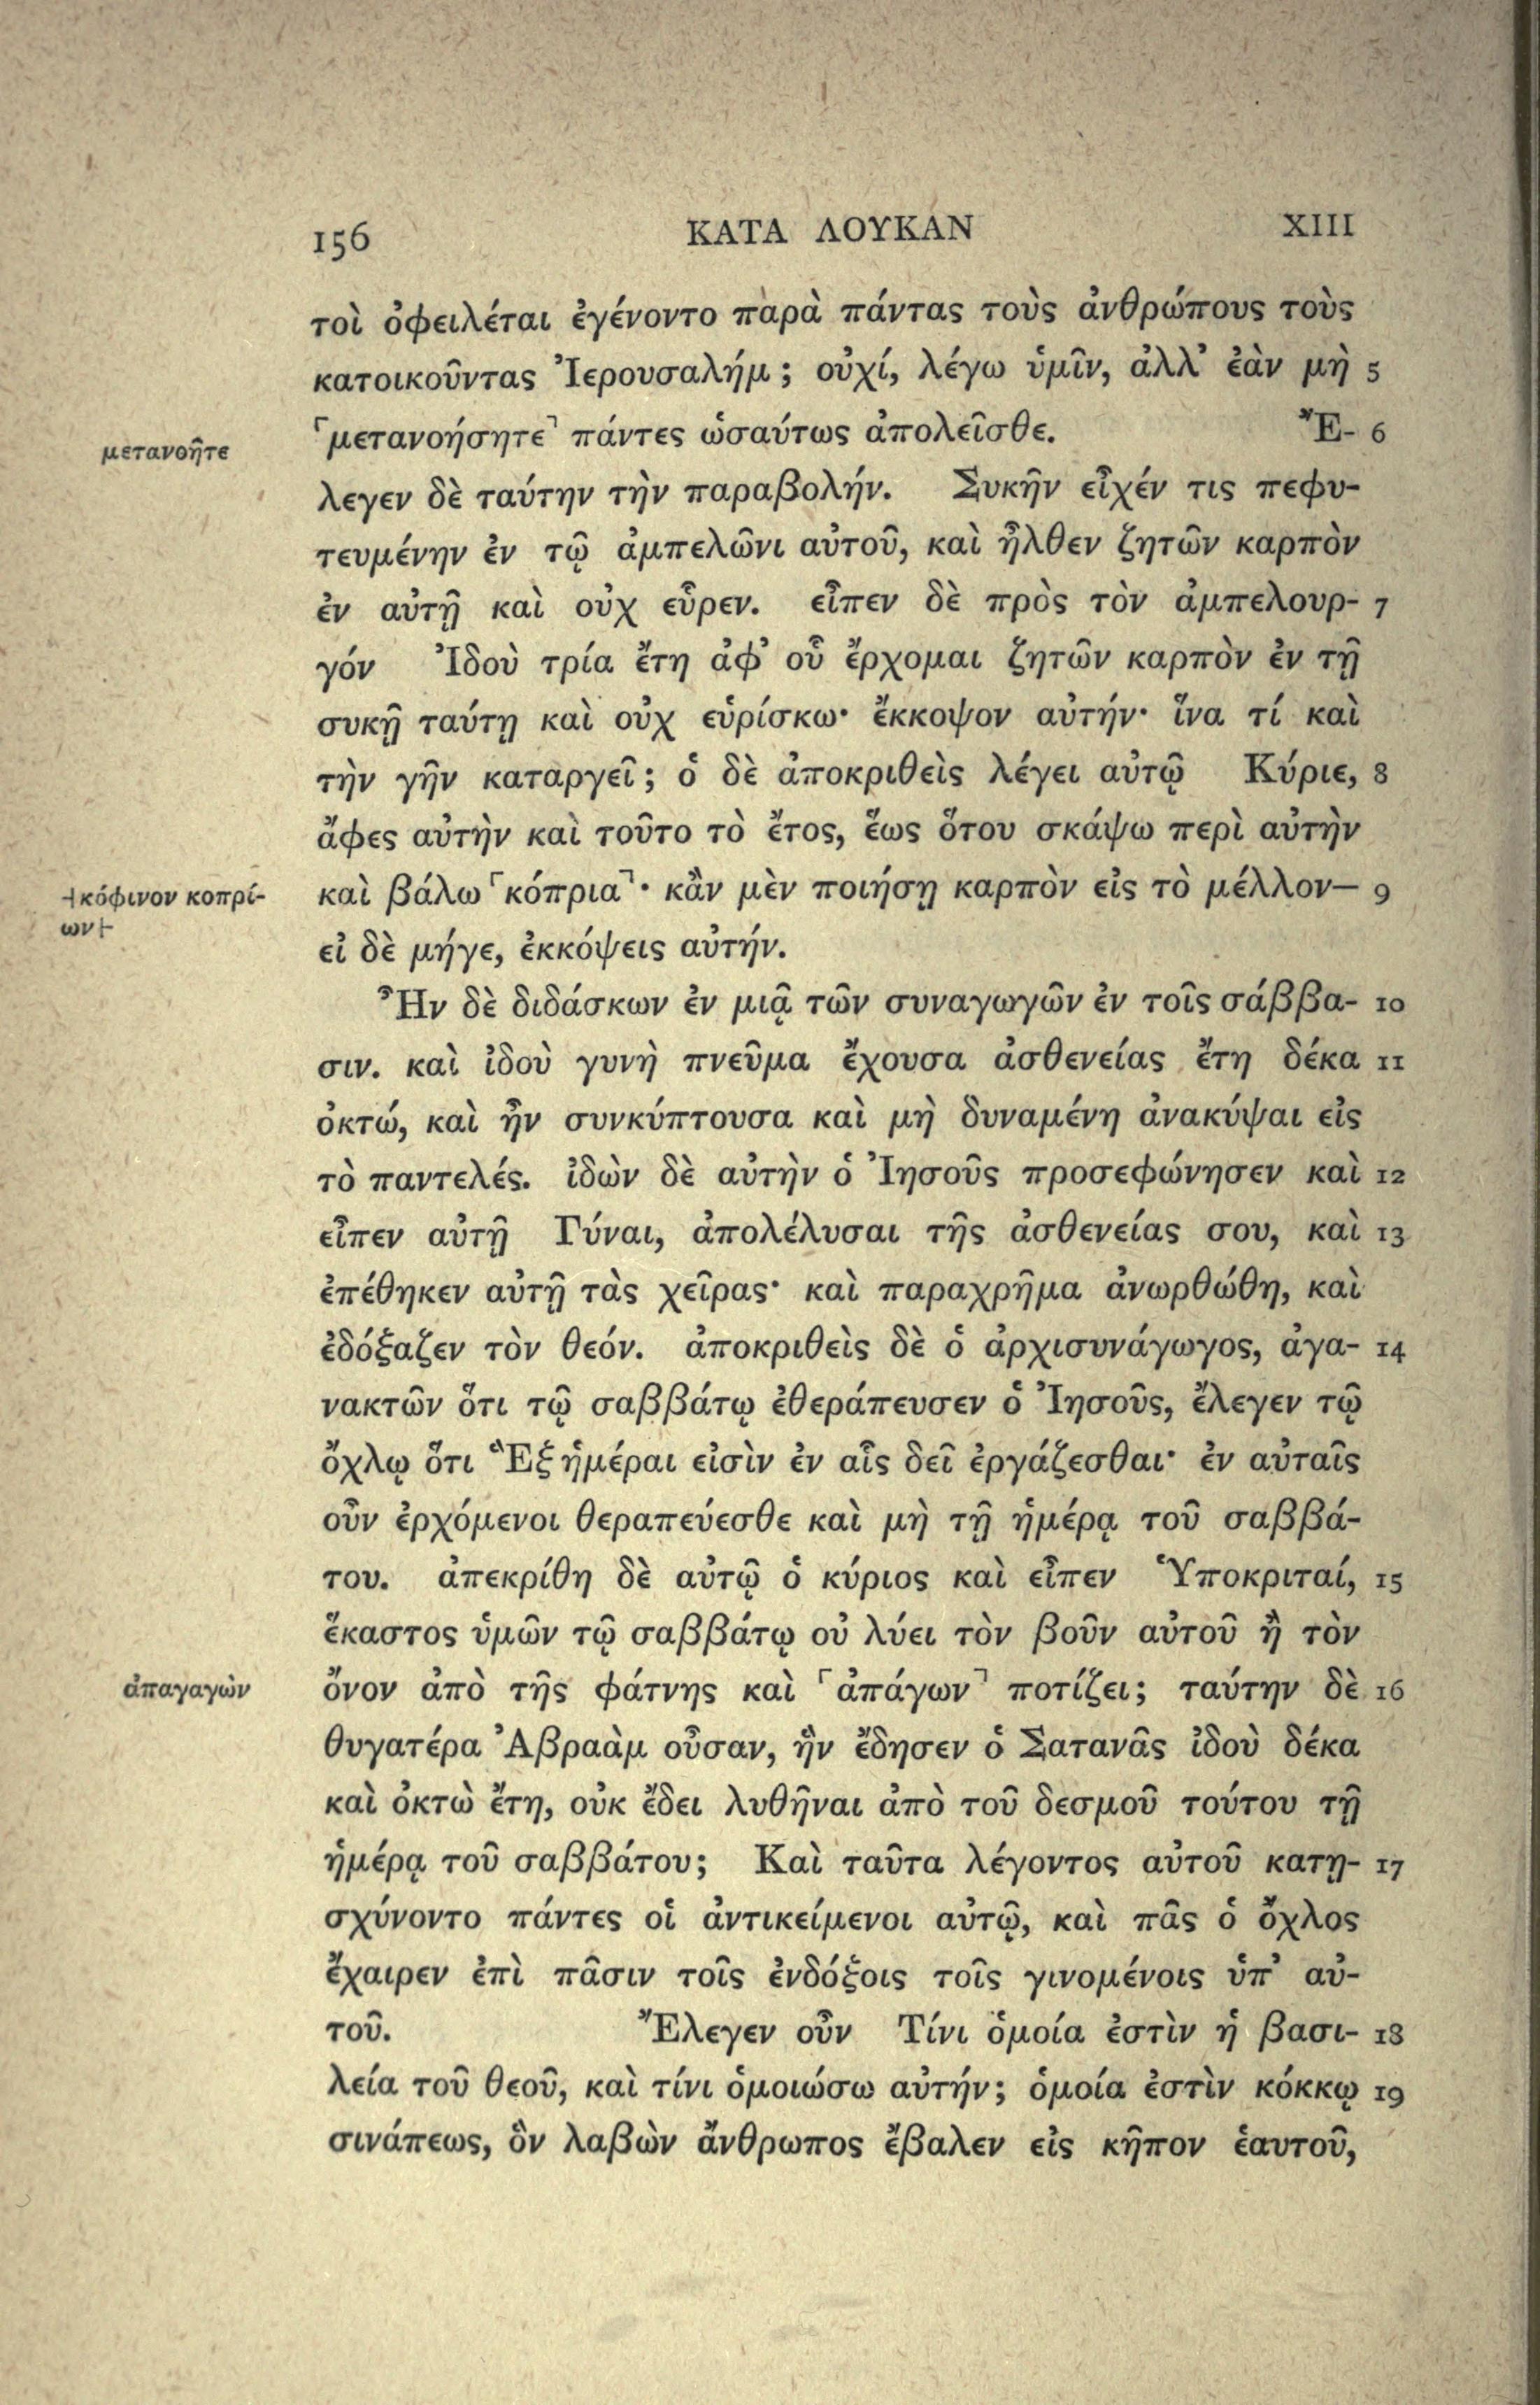 156 ΚΑΤΑ ΛΟΥΚΑΝ XIII
τοὶ ὀφειλέται ἐγένοντο παρὰ πάντας τοὺς ἀνθρώπους τοὺς
κατοικοῦντας Ἰερουσαλήμ; οὐχί, λέγω ὑμῖν, ἀλλ’ ἐὰν μὴ 5
μετανοῆτε
⸀μετανοήσητε⸃ πάντες ὡσαύτως ἀπολεῖσθε. Ἔ- 6
λεγεν δὲ ταύτην τὴν παραβολήν. Συκῆν εἶχέν τις πεφυ-
τευμένην ἐν τῷ ἀμπελῶνι αὐτοῦ, καὶ ἦλθεν ζητῶν καρπὸν
ἐν αὐτῇ καὶ οὐχ εὗρεν. εἶπεν δὲ πρὸς τὸν ἀμπελουρ- 7
γόν Ἰδοὺ τρία ἔτη ἀφ’ οὗ ἔρχομαι ζητῶν καρπὸν ἐν τῇ
συκῇ ταύτῃ καὶ οὐχ εὑρίσκω· ἔκκοψον αὐτήν· ἵνα τί καὶ
τὴν γῆν καταργεῖ; ὁ δὲ ἀποκριθεὶς λέγει αὐτῷ Κύριε, 8
ἄφες αὐτὴν καὶ τοῦτο τὸ ἔτος, ἕως ὅτου σκάψω περὶ αὐτὴν
⊣κόφινον κοπρί-
ων⊢
καὶ βάλω ⸀κόπρια⸃· κἂν μὲν ποιήσῃ καρπὸν εἰς τὸ μέλλον— 9
εἰ δὲ μήγε, ἐκκόψεις αὐτήν.
Ἦν δὲ διδάσκων ἐν μιᾷ τῶν συναγωγῶν ἐν τοῖς σάββα- 10
σιν. καὶ ἰδοὺ γυνὴ πνεῦμα ἔχουσα ἀσθενείας ἔτη δέκα 11
ὀκτώ, καὶ ἦν συνκύπτουσα καὶ μὴ δυναμένη ἀνακύψαι εἰς
τὸ παντελές. ἰδὼν δὲ αὐτὴν ὁ Ἰησοῦς προσεφώνησεν καὶ 12
εἶπεν αὐτῇ Γύναι, ἀπολέλυσαι τῆς ἀσθενείας σου, καὶ 13
ἐπέθηκεν αὐτῇ τὰς χεῖρας· καὶ παραχρῆμα ἀνωρθώθη, καὶ
ἐδόξαζεν τὸν θεόν. ἀποκριθεὶς δὲ ὁ ἀρχισυνάγωγος, ἀγα- 14
νακτῶν ὅτι τῷ σαββάτῳ ἐθεράπευσεν ὁ Ἰησοῦς, ἔλεγεν τῷ
ὄχλῳ ὅτι Ἓξ ἡμέραι εἰσὶν ἐν αἷς δεῖ ἐργάζεσθαι· ἐν αὐταῖς
οὖν ἐρχόμενοι θεραπεύεσθε καὶ μὴ τῇ ἡμέρᾳ τοῦ σαββά-
του. ἀπεκρίθη δὲ αὐτῷ ὁ κύριος καὶ εἶπεν Ὑποκριταί, 15
ἕκαστος ὑμῶν τῷ σαββάτῳ οὐ λύει τὸν βοῦν αὐτοῦ ἢ τὸν
ἀπαγαγὼν
ὄνον ἀπὸ τῆς φάτνης καὶ ⸀ἀπάγων⸃ ποτίζει; ταύτην δὲ 16
θυγατέρα Ἀβραὰμ οὖσαν, ἣν ἔδησεν ὁ Σατανᾶς ἰδοὺ δέκα
καὶ ὀκτὼ ἔτη, οὐκ ἔδει λυθῆναι ἀπὸ τοῦ δεσμοῦ τούτου τῇ
ἡμέρᾳ τοῦ σαββάτου; Καὶ ταῦτα λέγοντος αὐτοῦ κατῃ- 17
σχύνοντο πάντες οἱ ἀντικείμενοι αὐτῷ, καὶ πᾶς ὁ ὄχλος
ἔχαιρεν ἐπὶ πᾶσιν τοῖς ἐνδόξοις τοῖς γινομένοις ὑπ’ αὐ-
τοῦ. Ἔλεγεν οὖν Τίνι ὁμοία ἐστὶν ἡ βασι- 18
λεία τοῦ θεοῦ, καὶ τίνι ὁμοιώσω αὐτήν; ὁμοία ἐστὶν κόκκῳ 19
σινάπεως, ὃν λαβὼν ἄνθρωπος ἔβαλεν εἰς κῆπον ἑαυτοῦ,